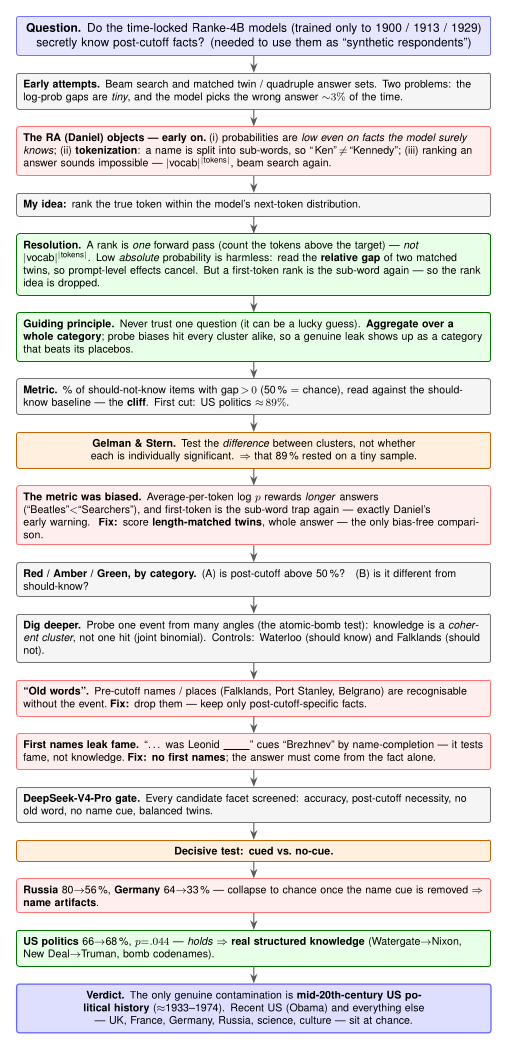 Question. Do the time-locked Ranke-4B models (trained only to 1900 / 1913 / 1929)
secretly know post-cutoff facts? (needed to use them as “synthetic respondents”)
Early attempts. Beam search and matched twin / quadruple answer sets. Two problems: the
log-prob gaps are tiny, and the model picks the wrong answer ∼3% of the time.
The RA (Daniel) objects — early on. (i) probabilities are low even on facts the model surely
knows; (ii) tokenization: a name is split into sub-words, so “Ken” ≠ “Kennedy”; (iii) ranking an
answer sounds impossible — |vocab|^|tokens|, beam search again.
My idea: rank the true token within the model’s next-token distribution.
Resolution. A rank is one forward pass (count the tokens above the target) — not
|vocab|^|tokens|. Low absolute probability is harmless: read the relative gap of two matched
twins, so prompt-level effects cancel. But a first-token rank is the sub-word again — so the rank
idea is dropped.
Guiding principle. Never trust one question (it can be a lucky guess). Aggregate over a
whole category; probe biases hit every cluster alike, so a genuine leak shows up as a category
that beats its placebos.
Metric. % of should-not-know items with gap > 0 (50 % = chance), read against the should-
know baseline — the cliff. First cut: US politics ≈ 89%.
Gelman & Stern. Test the difference between clusters, not whether
each is individually significant. ⇒ that 89 % rested on a tiny sample.
The metric was biased. Average-per-token log p rewards longer answers
(“Beatles”<“Searchers”), and first-token is the sub-word trap again — exactly Daniel’s
early warning. Fix: score length-matched twins, whole answer — the only bias-free compari-
son.
Red / Amber / Green, by category. (A) is post-cutoff above 50 %? (B) is it different from
should-know?
Dig deeper. Probe one event from many angles (the atomic-bomb test): knowledge is a coher-
ent cluster, not one hit (joint binomial). Controls: Waterloo (should know) and Falklands (should
not).
“Old words”. Pre-cutoff names / places (Falklands, Port Stanley, Belgrano) are recognisable
without the event. Fix: drop them — keep only post-cutoff-specific facts.
First names leak fame. “... was Leonid ____” cues “Brezhnev” by name-completion — it tests
fame, not knowledge. Fix: no first names; the answer must come from the fact alone.
DeepSeek-V4-Pro gate. Every candidate facet screened: accuracy, post-cutoff necessity, no
old word, no name cue, balanced twins.
Decisive test: cued vs. no-cue.
Russia 80→56 %, Germany 64→33 % — collapse to chance once the name cue is removed ⇒
name artifacts.
US politics 66→68 %, p=.044 — holds ⇒ real structured knowledge (Watergate→Nixon,
New Deal→Truman, bomb codenames).
Verdict. The only genuine contamination is mid-20th-century US po-
litical history (≈1933–1974). Recent US (Obama) and everything else
— UK, France, Germany, Russia, science, culture — sit at chance.